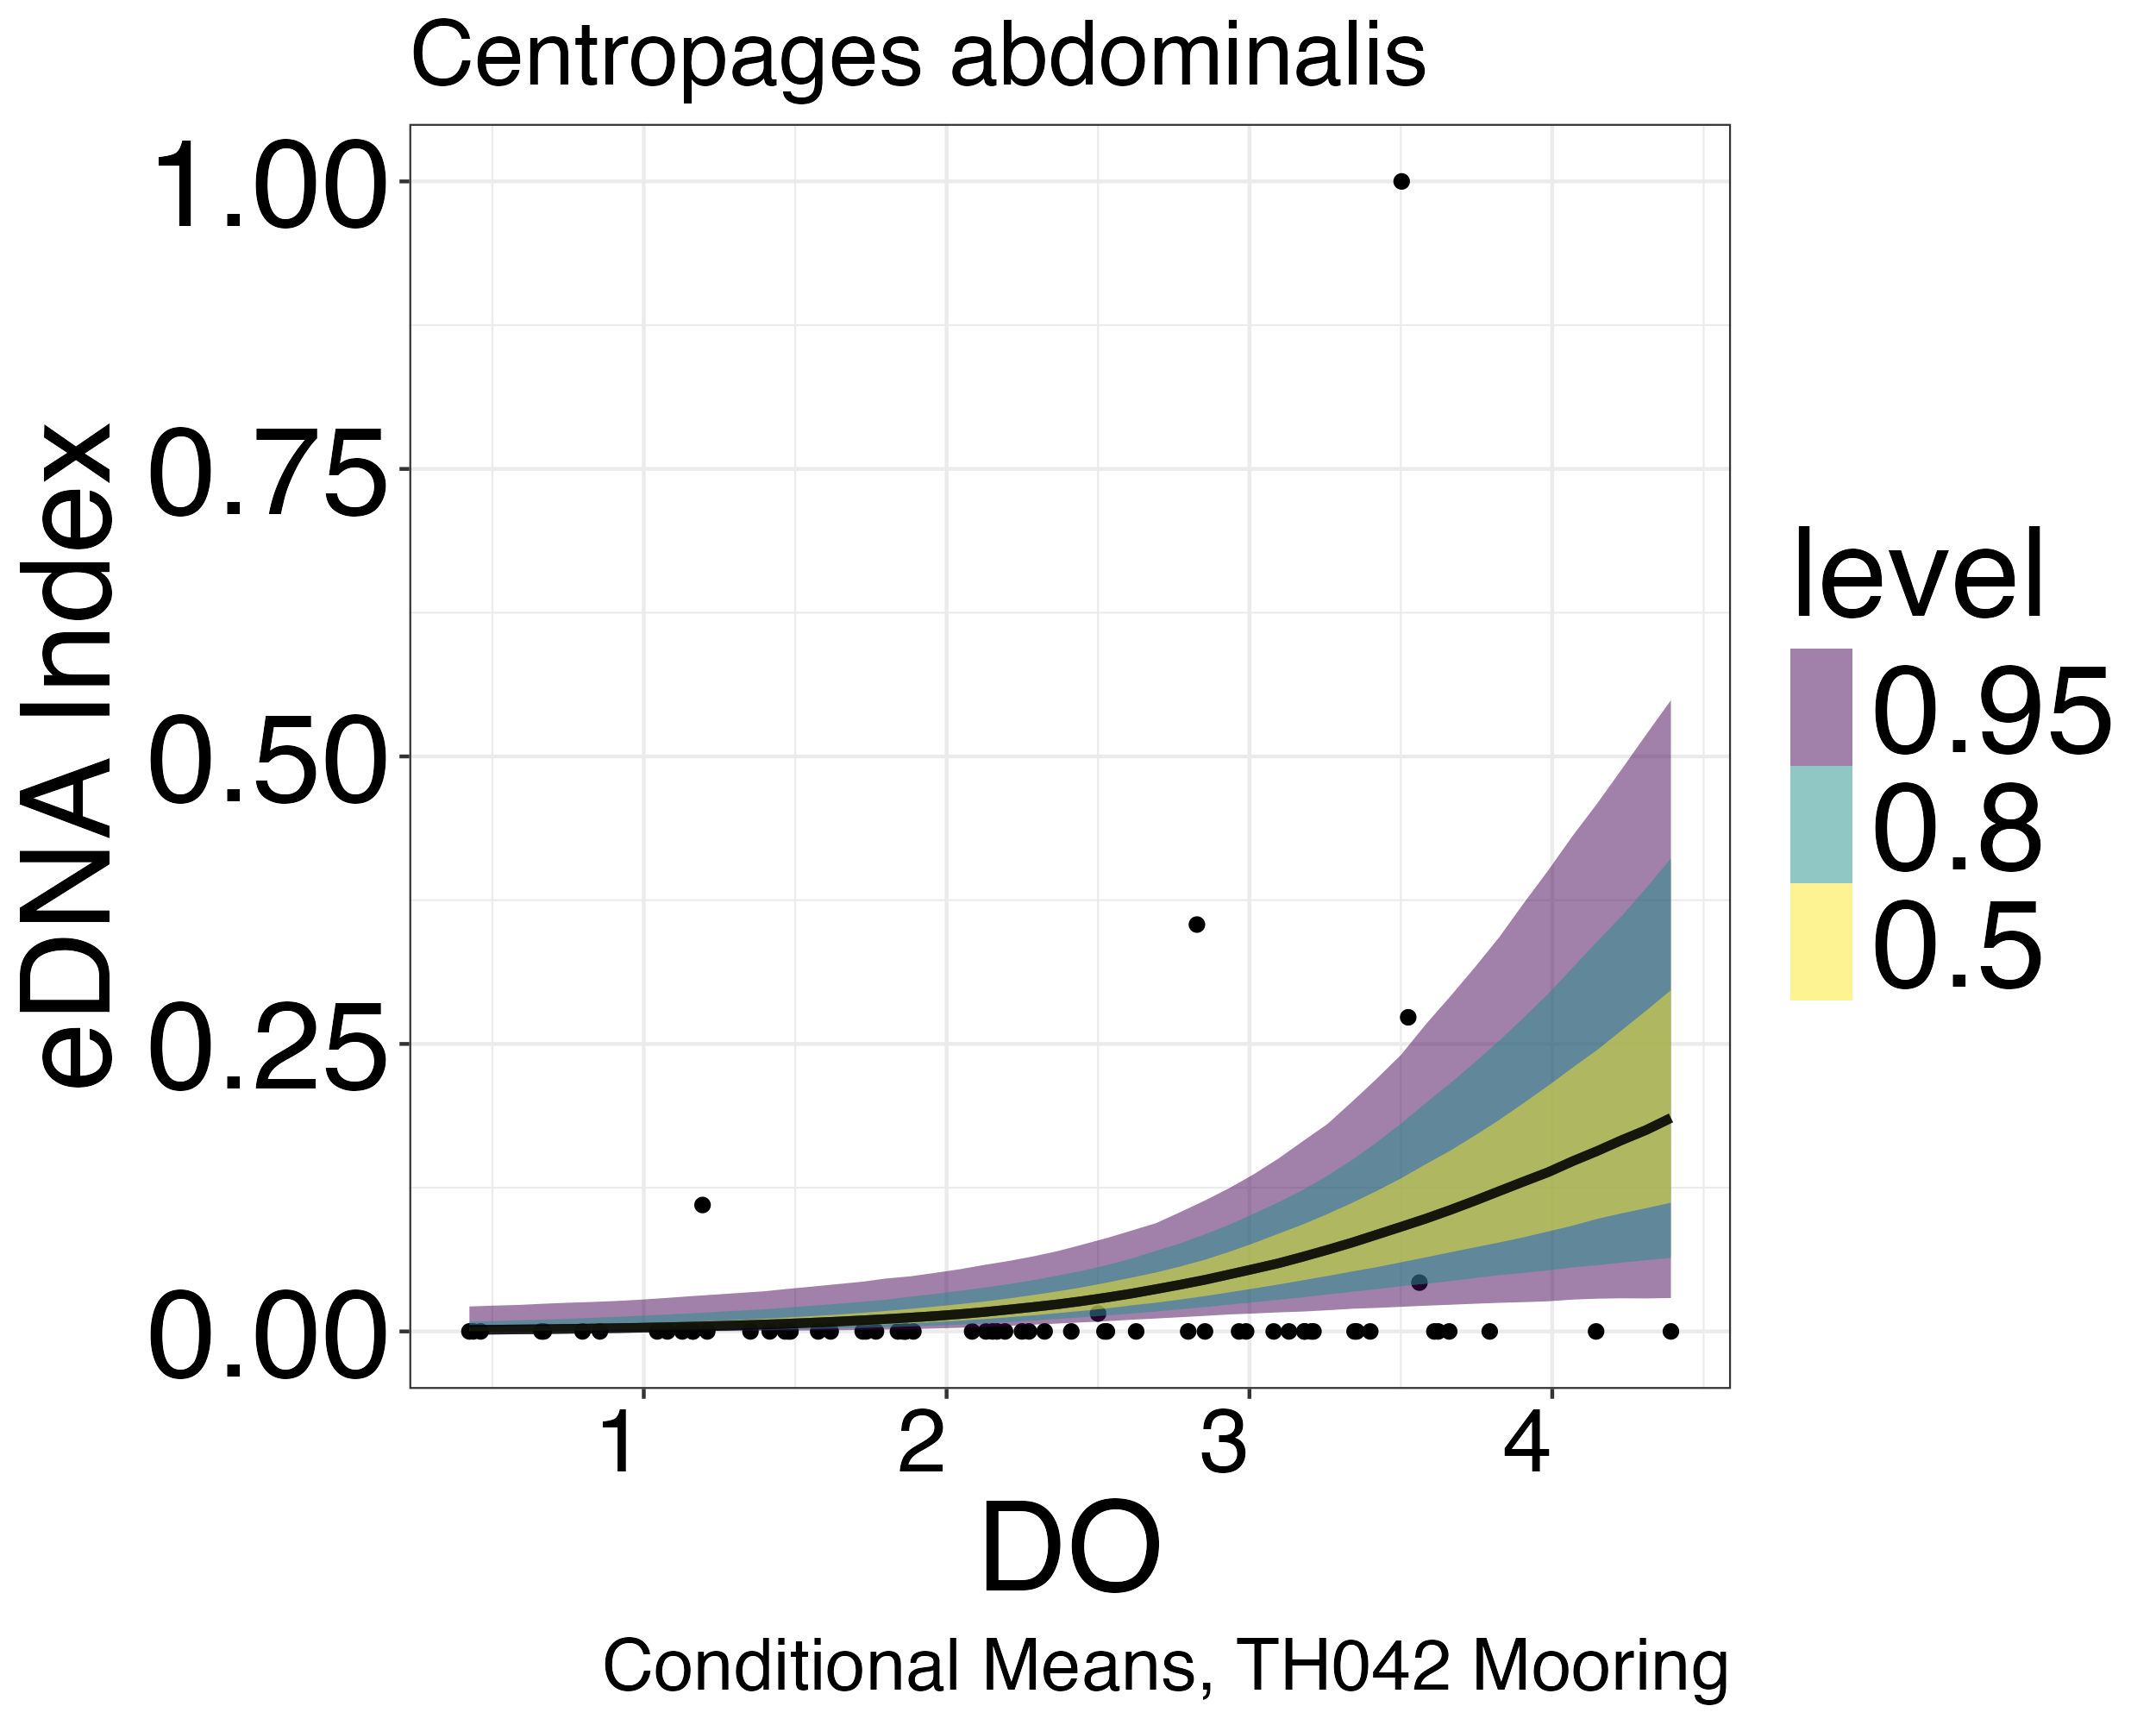 Centropages abdominalis
1.00
0.75
0.50
0.25
0.00
eDNA Index
1 2 3 4
DO
Conditional Means, TH042 Mooring
level
0.95
0.8
0.5